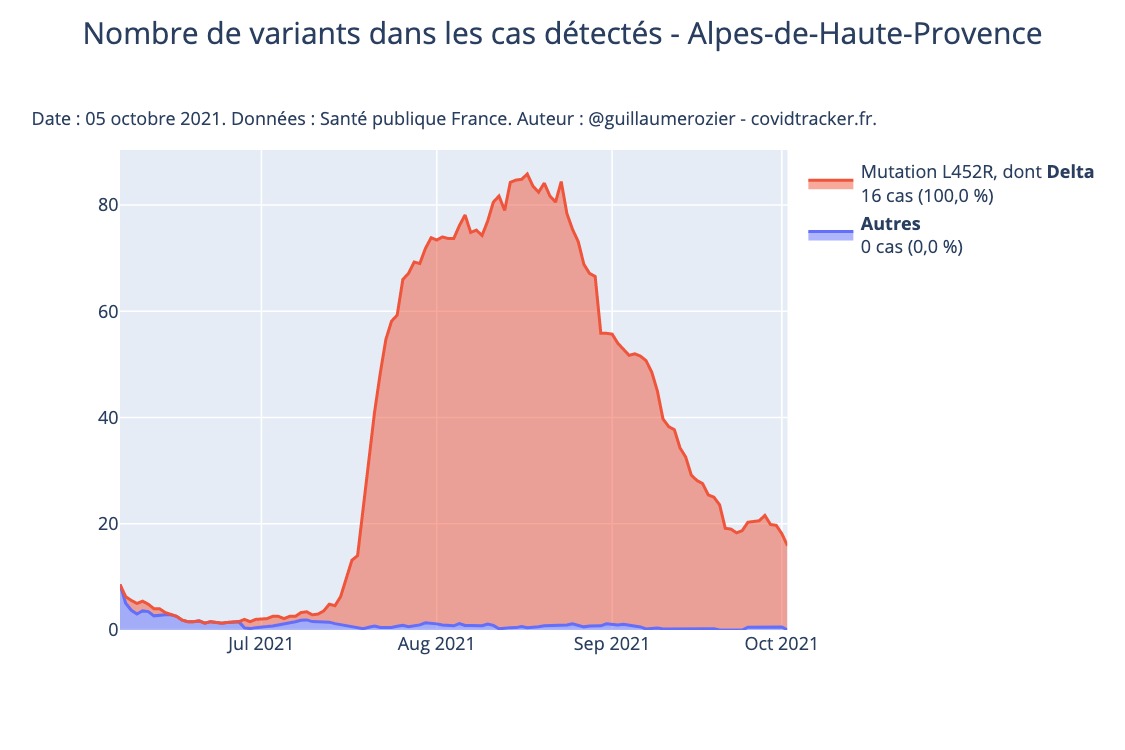 Nombre de variants dans les cas détectés - Alpes-de-Haute-Provence
Date : 05 octobre 2021. Données : Santé publique France. Auteur : @guillaumerozier - covidtracker.fr.
Mutation L452R, dont Delta
16 cas (100,0 %)
Autres
0 cas (0,0 %)
80
60
40
20
0
Jul 2021
Aug 2021
Sep 2021
Oct 2021